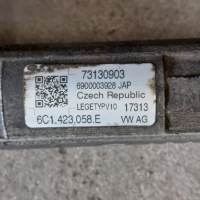 73130903
6900003928 JAP
Czech Republic
LEGETYPV10 17313
6C1.423.058.E VW AG